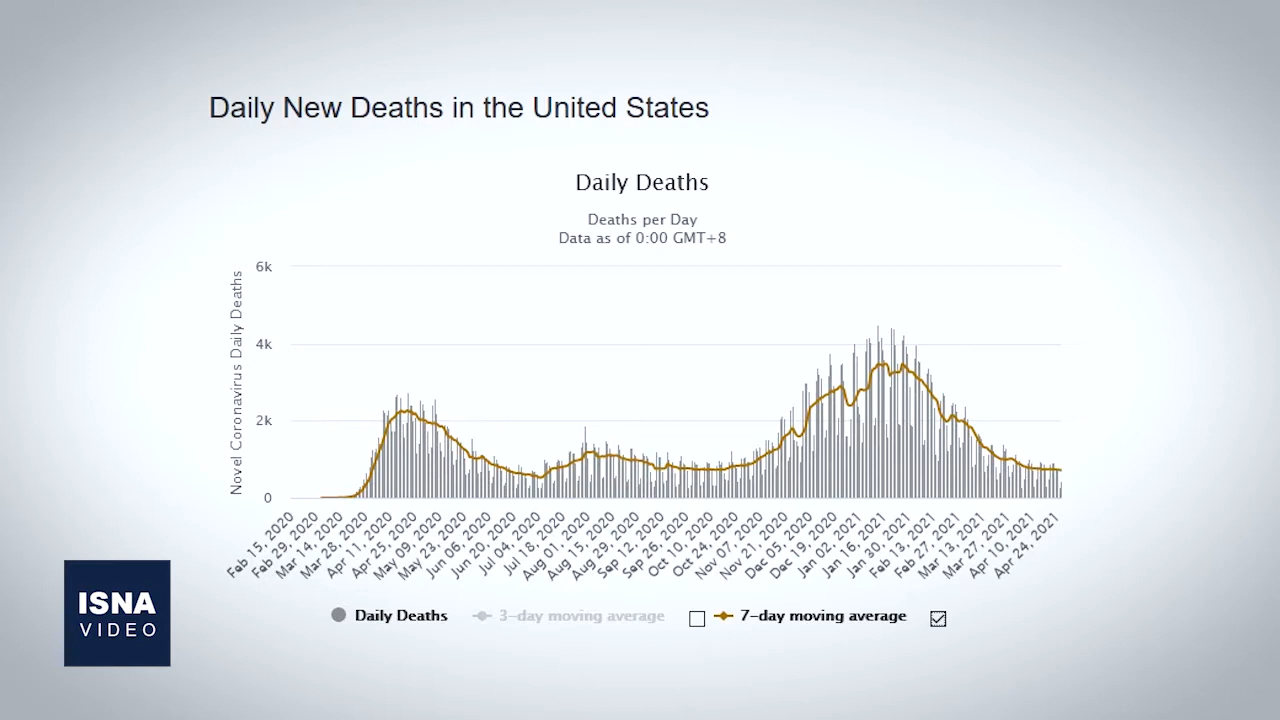 Daily New Deaths in the United States
Daily Deaths
Deaths per Day
Data as of 0:00 GMT+8
Novel Coronavirus Daily Deaths
6k
4k
2k
0
Feb 15, 2020
Feb 29, 2020
Mar 14, 2020
Mar 28, 2020
Apr 11, 2020
Apr 25, 2020
May 09, 2020
May 23, 2020
Jun 06, 2020
Jun 20, 2020
Jul 04, 2020
Jul 18, 2020
Aug 01, 2020
Aug 15, 2020
Aug 29, 2020
Sep 12, 2020
Sep 26, 2020
Oct 10, 2020
Oct 24, 2020
Nov 07, 2020
Nov 21, 2020
Dec 05, 2020
Dec 19, 2020
Jan 02, 2021
Jan 16, 2021
Jan 30, 2021
Feb 13, 2021
Feb 27, 2021
Mar 13, 2021
Mar 27, 2021
Apr 10, 2021
Apr 24, 2021
Daily Deaths
3-day moving average
7-day moving average
ISNA
VIDEO